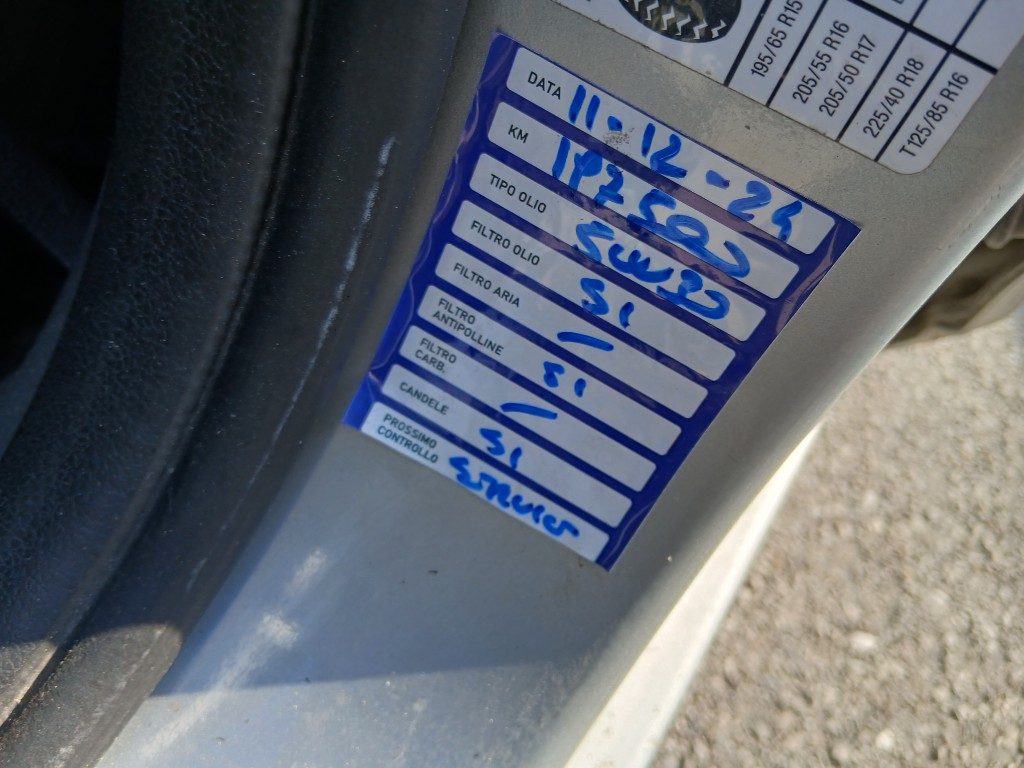 195/65 R15
205/55 R16
205/50 R17
225/40 R18
T125/85 R16
DATA 11-12-24
KM
TIPO OLIO 5W30
FILTRO OLIO SI
FILTRO ARIA —
FILTRO
ANTIPOLLINE SI
FILTRO
CARB. —
CANDELE SI
PROSSIMO
CONTROLLO